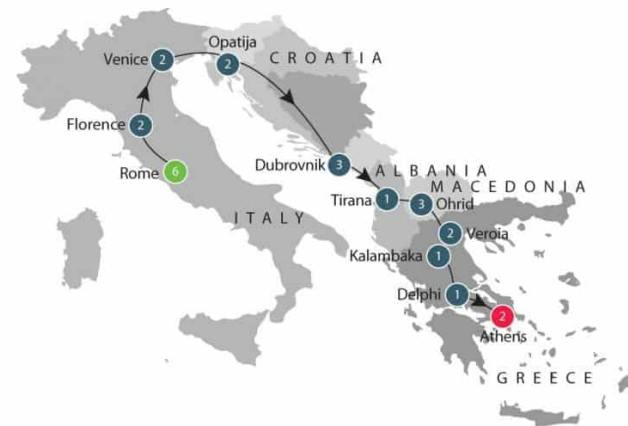 Opatija
CROATIA
Venice 2
2
Florence 2
Dubrovnik 3
ALBANIA
Rome 6
MACEDONIA
Tirana 1
3 Ohrid
ITALY
2 Veroia
Kalambaka 1
Delphi 1
2
Athens
GREECE